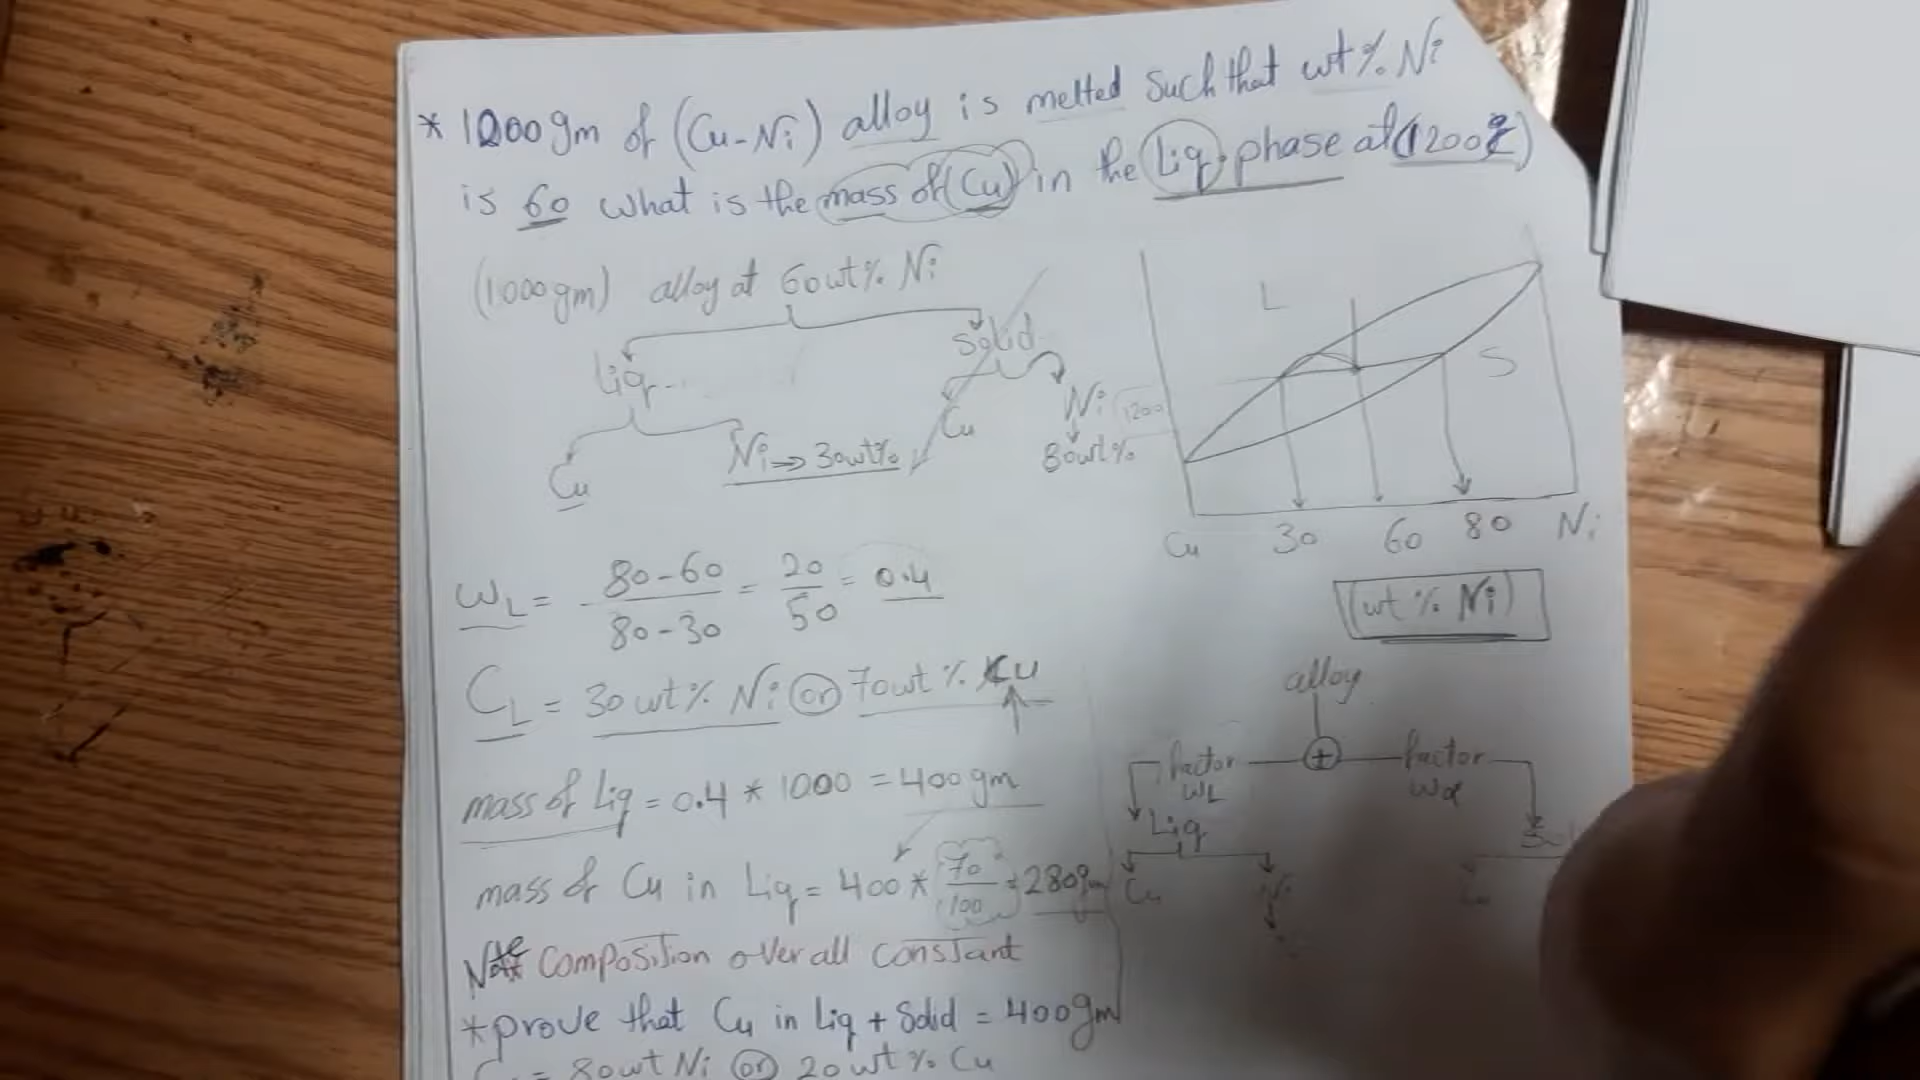 * 1000 gm of (Cu-Ni) alloy is melted such that wt % Ni
is 60 what is the mass of (Cu) in the Liq. phase at (1200
(1000 gm) alloy at 60 wt % Ni
Liq. Solid
Cu Ni → 30 wt% Cu Ni
80 wt %
L
S
1200
Cu 30 60 80 Ni
(wt % Ni)
WL = 80-60 / 80-30 = 20 / 50 = 0.4
CL = 30 wt % Ni or 70 wt % Cu
mass of Liq = 0.4 * 1000 = 400 gm
mass of Cu in Liq = 400 * 70 / 100 = 280 gm
Note Composition over all constant
* prove that Cu in Liq + Solid = 400 gm
= 80 wt Ni or 20 wt % Cu
alloy
factor + factor
WL Wα
Liq
Cu Ni